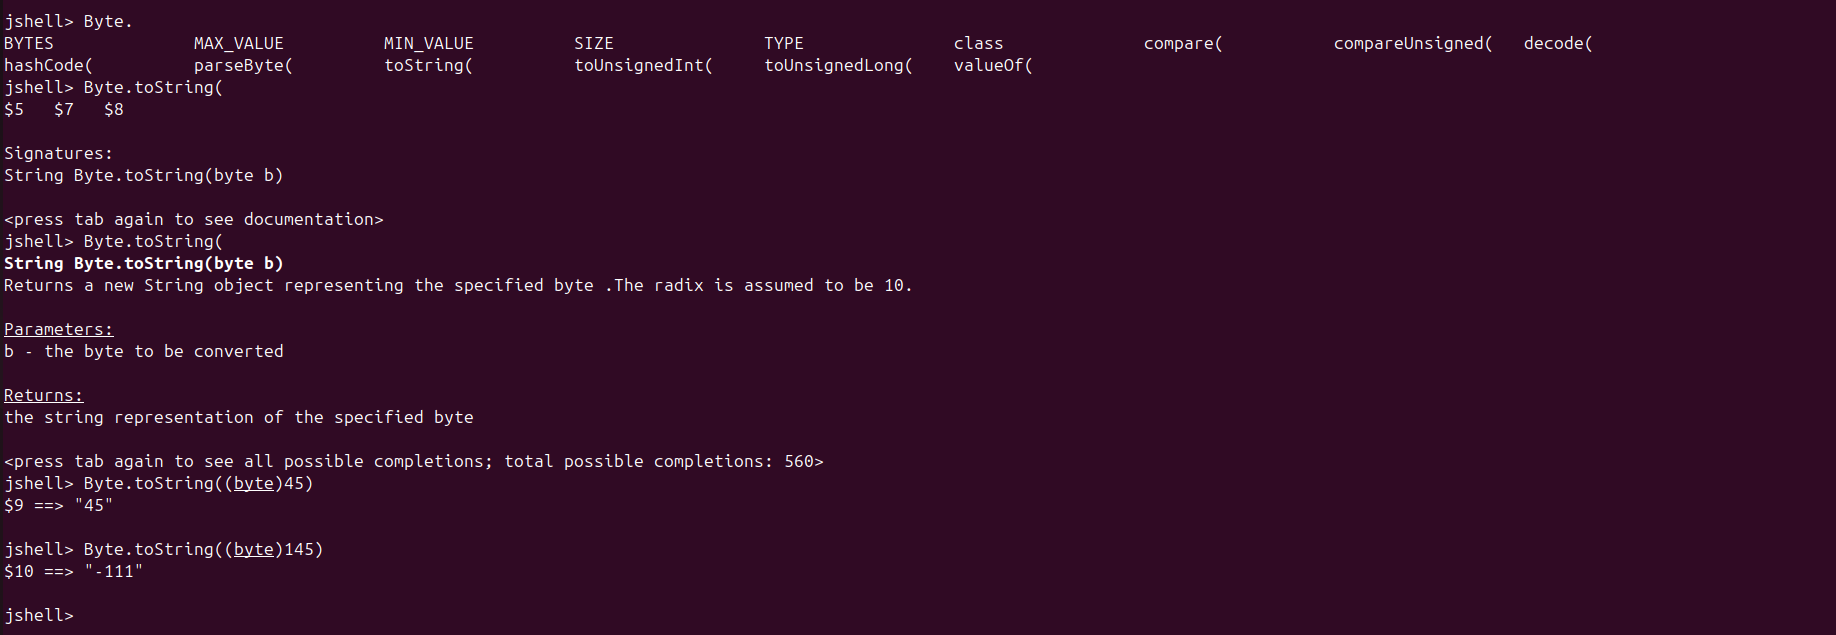 jshell> Byte.
BYTES MAX_VALUE MIN_VALUE SIZE TYPE class compare( compareUnsigned( decode(
hashCode( parseByte( toString( toUnsignedInt( toUnsignedLong( valueOf(
jshell> Byte.toString(
$5 $7 $8
Signatures:
String Byte.toString(byte b)
<press tab again to see documentation>
jshell> Byte.toString(
String Byte.toString(byte b)
Returns a new String object representing the specified byte .The radix is assumed to be 10.
Parameters:
b - the byte to be converted
Returns:
the string representation of the specified byte
<press tab again to see all possible completions; total possible completions: 560>
jshell> Byte.toString((byte)45)
$9 ==> "45"
jshell> Byte.toString((byte)145)
$10 ==> "-111"
jshell>